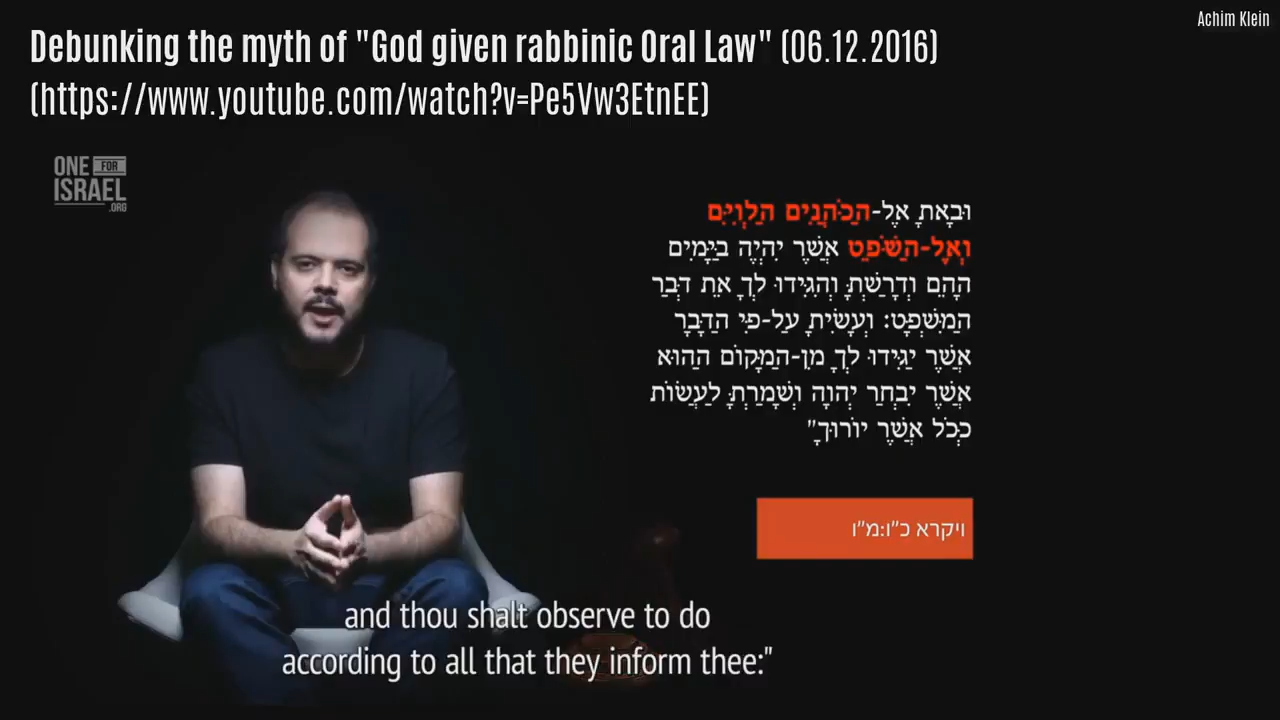 Achim Klein
Debunking the myth of "God given rabbinic Oral Law" (06.12.2016)
(https://www.youtube.com/watch?v=Pe5Vw3EtnEE)
ONE FOR
ISRAEL
.ORG
וּבָאתָ אֶל-הַכֹּהֲנִים הַלְוִיִּם
וְאֶל-הַשֹּׁפֵט אֲשֶׁר יִהְיֶה בַּיָּמִים
הָהֵם וְדָרַשְׁתָּ וְהִגִּידוּ לְךָ אֵת דְּבַר
הַמִּשְׁפָּט: וְעָשִׂיתָ עַל-פִּי הַדָּבָר
אֲשֶׁר יַגִּידוּ לְךָ מִן-הַמָּקוֹם הַהוּא
אֲשֶׁר יִבְחַר יְהוָה וְשָׁמַרְתָּ לַעֲשׂוֹת
כְּכֹל אֲשֶׁר יוֹרוּךָ"
ויקרא כ"ו:מ"ו
and thou shalt observe to do
according to all that they inform thee:"